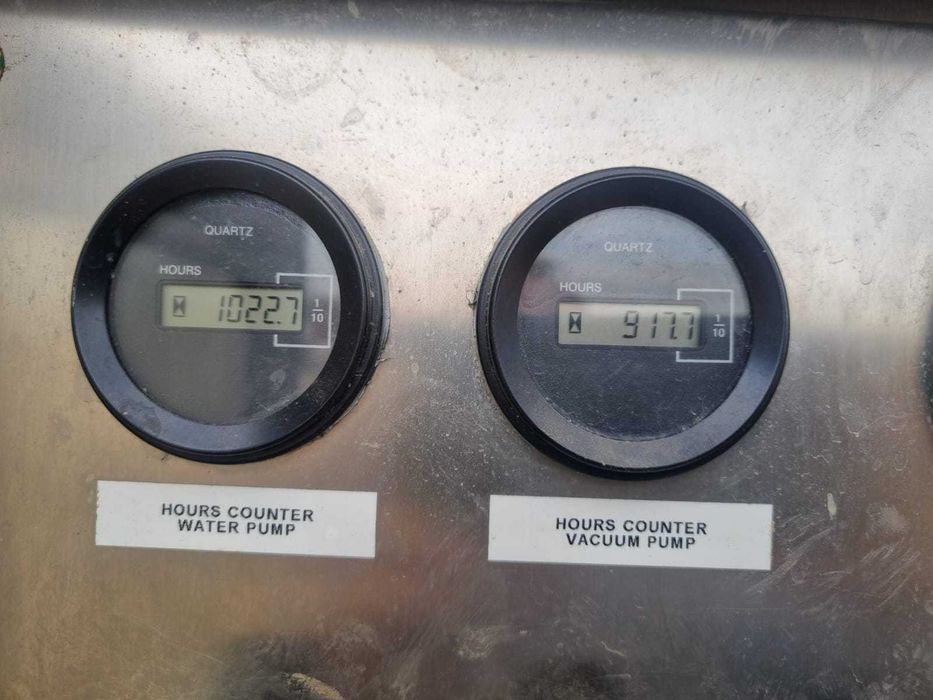 QUARTZ
HOURS
1022.7 1/10
HOURS COUNTER
WATER PUMP
QUARTZ
HOURS
917.7 1/10
HOURS COUNTER
VACUUM PUMP